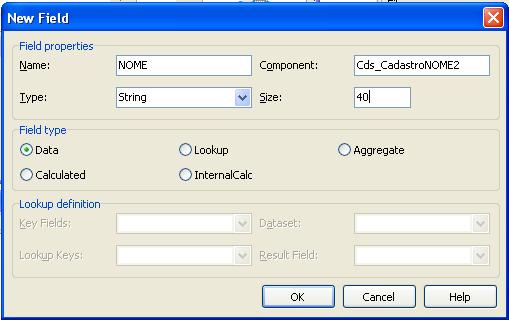 New Field
Field properties
Name: NOME Component: Cds_CadastroNOME2
Type: String Size: 40
Field type
Data Lookup Aggregate
Calculated InternalCalc
Lookup definition
Key Fields: Dataset:
Lookup Keys: Result Field:
OK Cancel Help